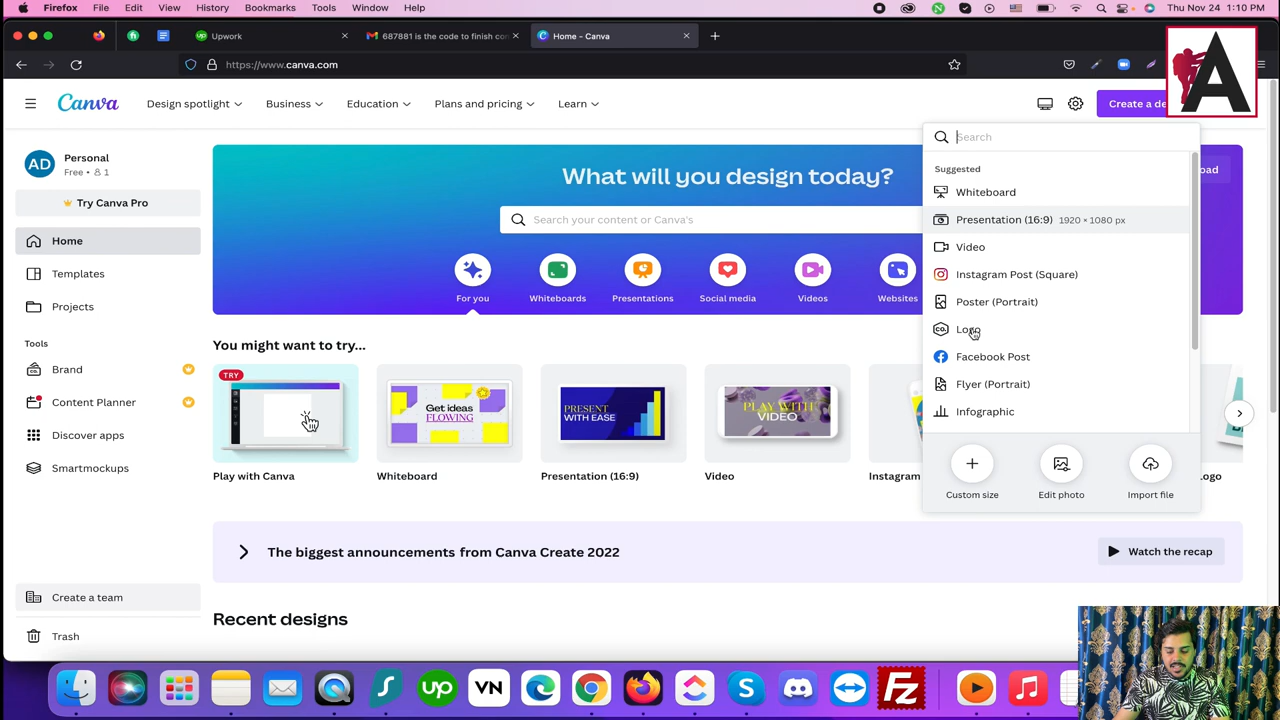 Firefox File Edit View History Bookmarks Tools Window Help Thu Nov 24 1:10 PM
Upwork 687881 is the code to finish con Home - Canva
https://www.canva.com
Canva Design spotlight Business Education Plans and pricing Learn Create a de
A
AD Personal
Free • 1
Try Canva Pro
Home
Templates
Projects
Tools
Brand
Content Planner
Discover apps
Smartmockups
Create a team
Trash
What will you design today?
oad
Search your content or Canva's
For you Whiteboards Presentations Social media Videos Websites
Search
Suggested
Whiteboard
Presentation (16:9) 1920 × 1080 px
Video
Instagram Post (Square)
Poster (Portrait)
CO. Logo
Facebook Post
Flyer (Portrait)
Infographic
Custom size Edit photo Import file
You might want to try...
TRY
Get ideas
FLOWING
PRESENT
WITH EASE
PLAY WITH
VIDEO
Play with Canva Whiteboard Presentation (16:9) Video Instagram Logo
The biggest announcements from Canva Create 2022 Watch the recap
Recent designs
up VN S Fz